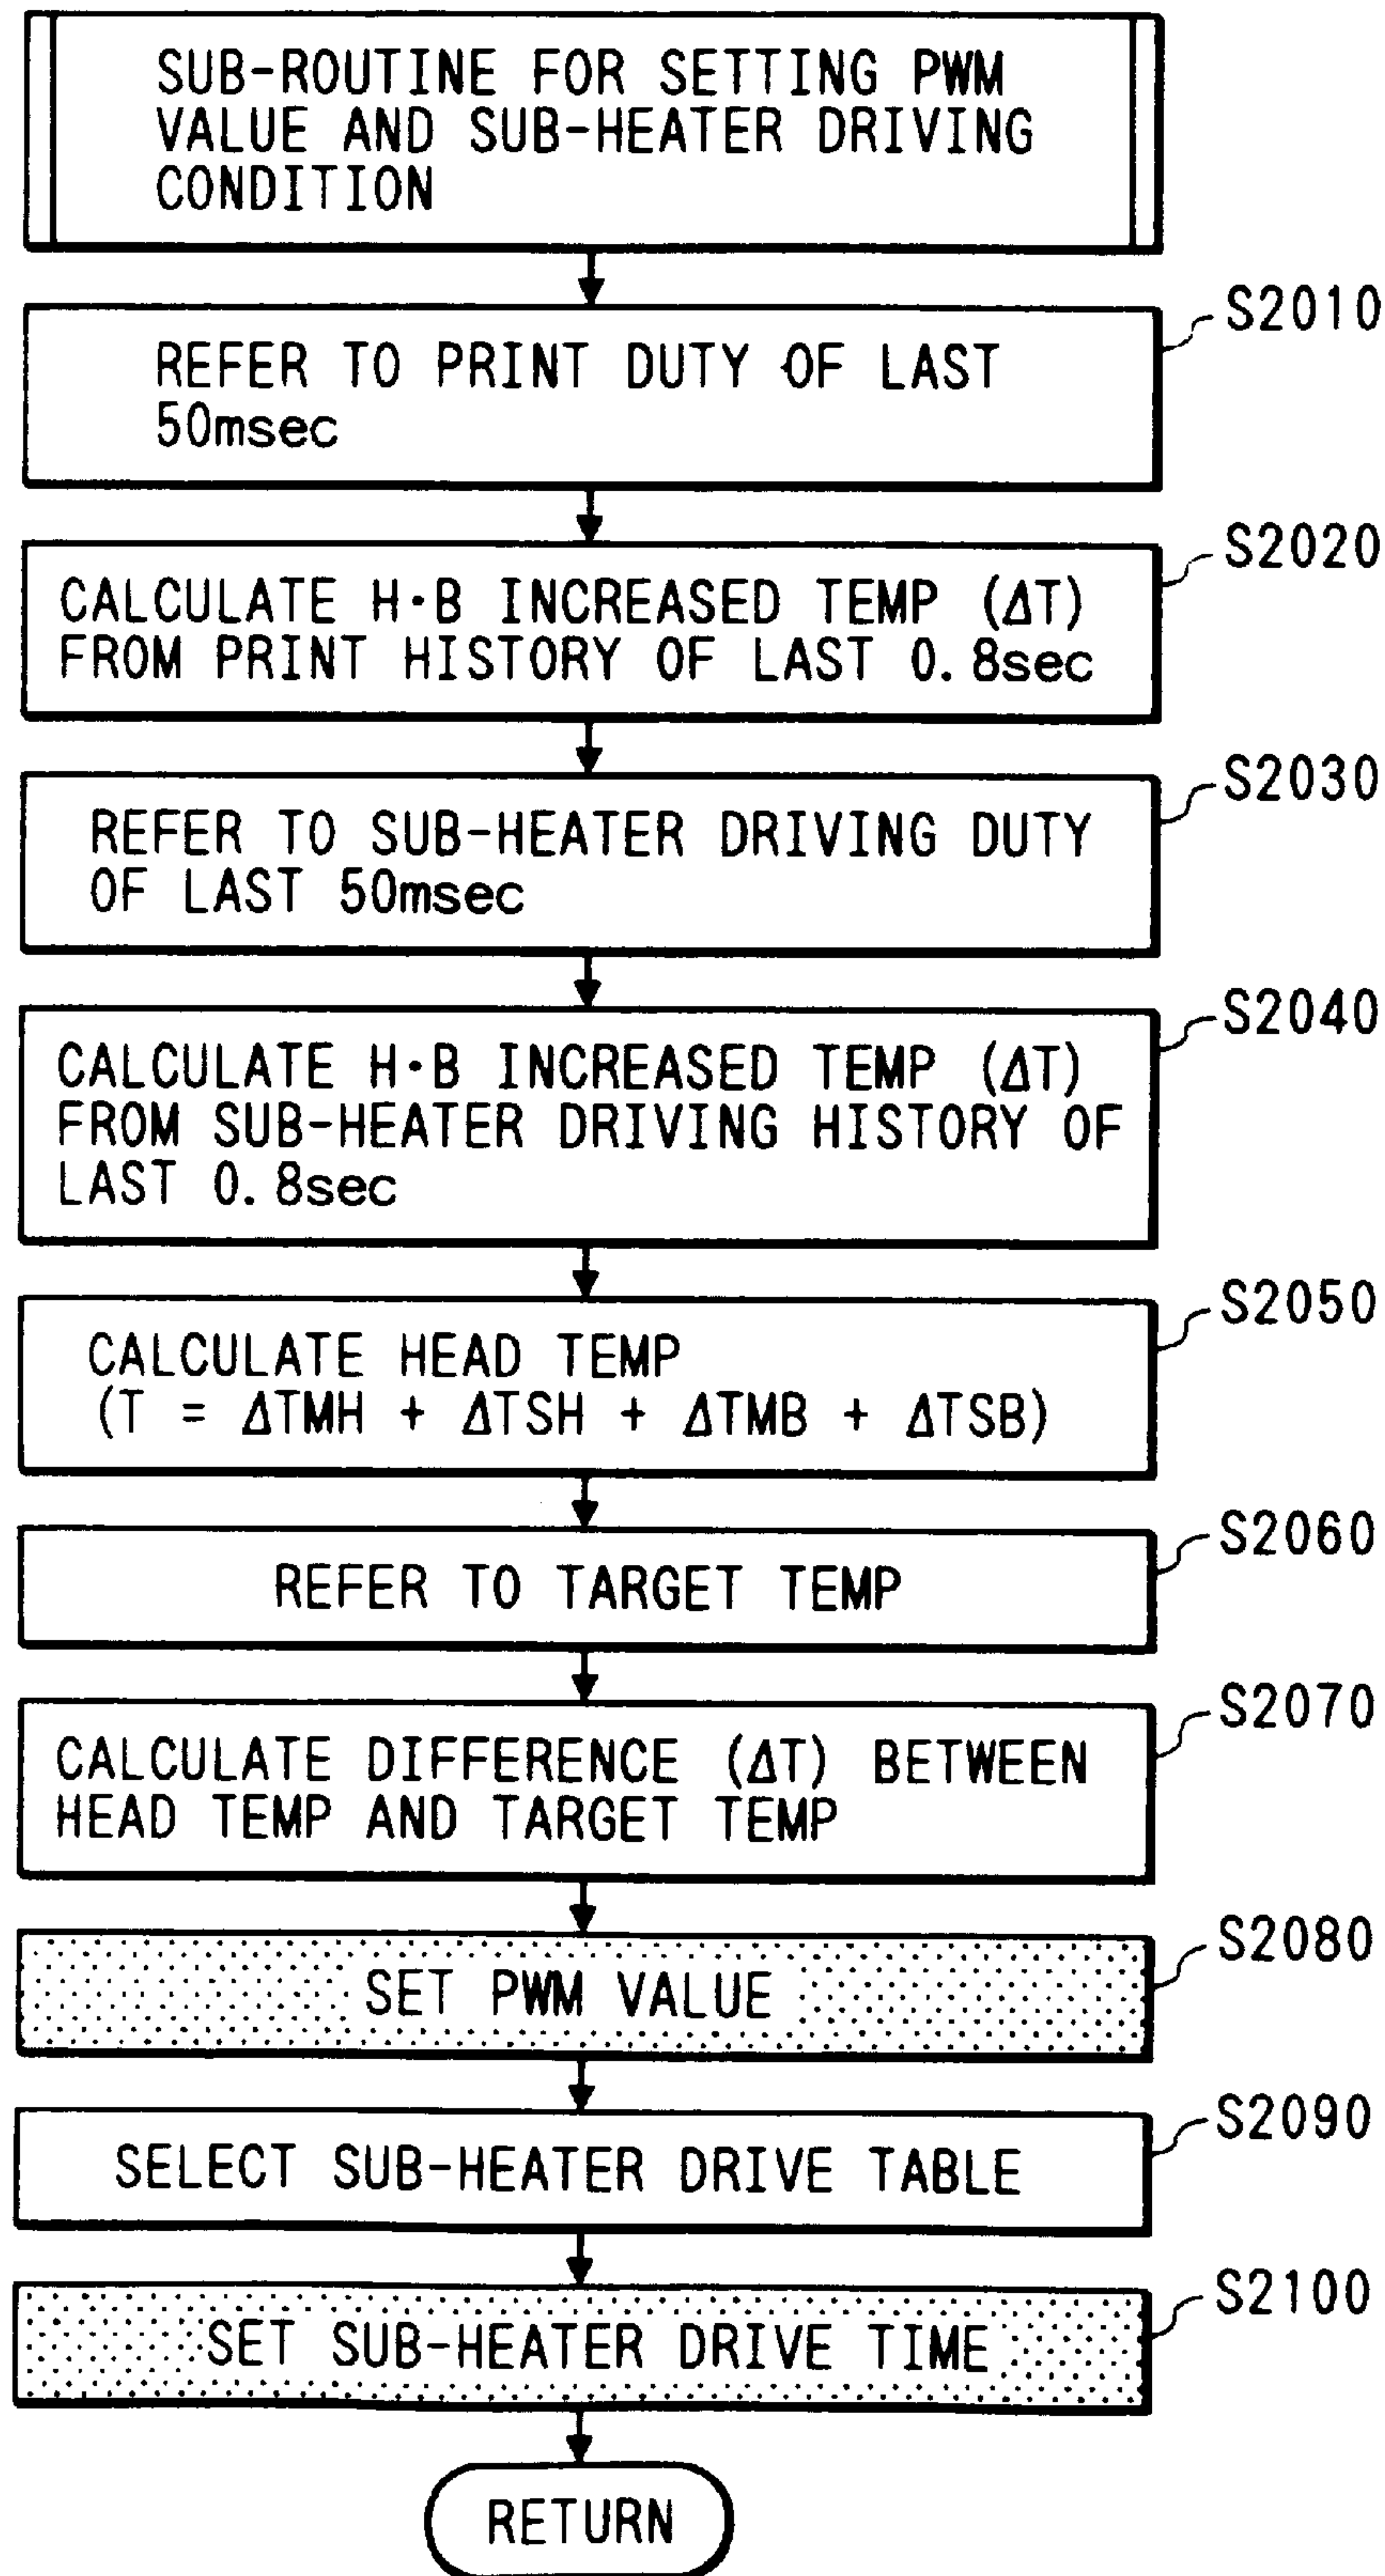 SUB-ROUTINE FOR SETTING PWM
VALUE AND SUB-HEATER DRIVING
CONDITION
S2010
REFER TO PRINT DUTY OF LAST
50msec
S2020
CALCULATE H·B INCREASED TEMP (ΔT)
FROM PRINT HISTORY OF LAST 0.8sec
S2030
REFER TO SUB-HEATER DRIVING DUTY
OF LAST 50msec
S2040
CALCULATE H·B INCREASED TEMP (ΔT)
FROM SUB-HEATER DRIVING HISTORY OF
LAST 0.8sec
S2050
CALCULATE HEAD TEMP
(T = ΔTMH + ΔTSH + ΔTMB + ΔTSB)
S2060
REFER TO TARGET TEMP
S2070
CALCULATE DIFFERENCE (ΔT) BETWEEN
HEAD TEMP AND TARGET TEMP
S2080
SET PWM VALUE
S2090
SELECT SUB-HEATER DRIVE TABLE
S2100
SET SUB-HEATER DRIVE TIME
RETURN